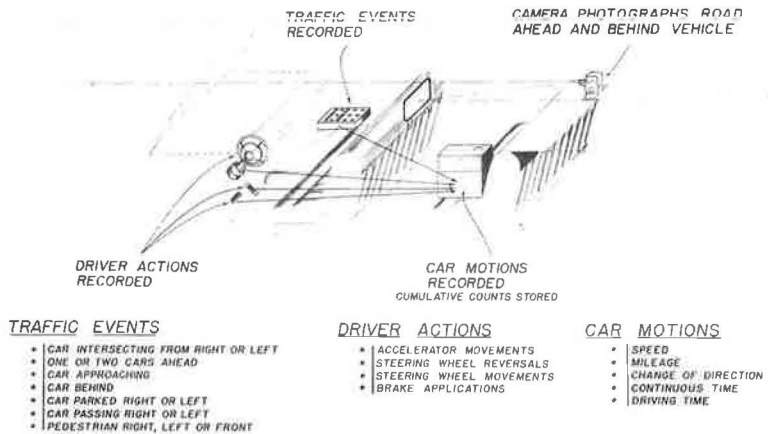 TRAFFIC EVENTS
RECORDED
CAMERA PHOTOGRAPHS ROAD
AHEAD AND BEHIND VEHICLE
DRIVER ACTIONS
RECORDED
CAR MOTIONS
RECORDED
CUMULATIVE COUNTS STORED
TRAFFIC EVENTS
CAR INTERSECTING FROM RIGHT OR LEFT
ONE OR TWO CARS AHEAD
CAR APPROACHING
CAR BEHIND
CAR PARKED RIGHT OR LEFT
CAR PASSING RIGHT OR LEFT
PEDESTRIAN RIGHT, LEFT OR FRONT
DRIVER ACTIONS
ACCELERATOR MOVEMENTS
STEERING WHEEL REVERSALS
STEERING WHEEL MOVEMENTS
BRAKE APPLICATIONS
CAR MOTIONS
SPEED
MILEAGE
CHANGE OF DIRECTION
CONTINUOUS TIME
DRIVING TIME